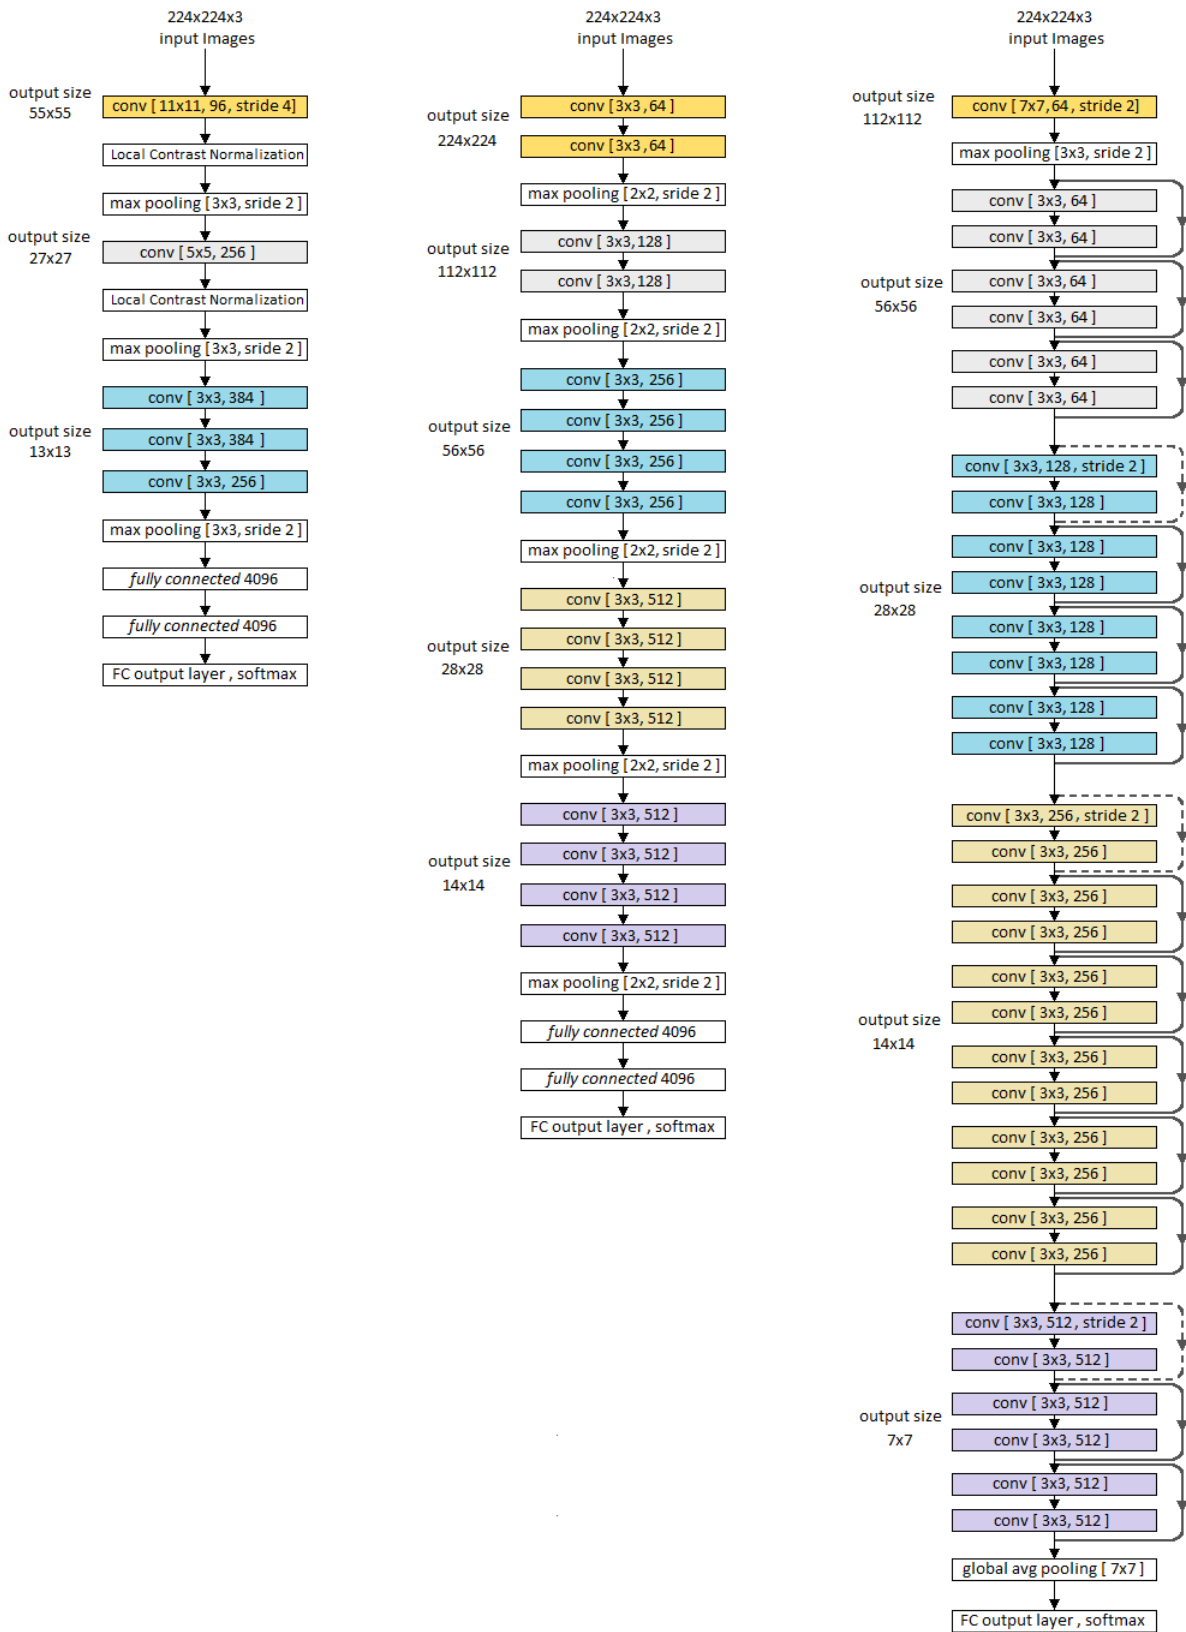 224x224x3
input Images
output size
55x55
conv [ 11x11, 96, stride 4]
Local Contrast Normalization
max pooling [3x3, sride 2 ]
output size
27x27
conv [ 5x5, 256 ]
Local Contrast Normalization
max pooling [3x3, sride 2 ]
conv [ 3x3, 384 ]
output size
13x13
conv [ 3x3, 384 ]
conv [ 3x3, 256 ]
max pooling [3x3, sride 2 ]
fully connected 4096
fully connected 4096
FC output layer , softmax
224x224x3
input Images
output size
224x224
conv [ 3x3 , 64 ]
conv [ 3x3 , 64 ]
max pooling [2x2, sride 2 ]
output size
112x112
conv [ 3x3, 128 ]
conv [ 3x3, 128 ]
max pooling [2x2, sride 2 ]
conv [ 3x3, 256 ]
output size
56x56
conv [ 3x3, 256 ]
conv [ 3x3, 256 ]
conv [ 3x3, 256 ]
max pooling [2x2, sride 2 ]
conv [ 3x3, 512 ]
output size
28x28
conv [ 3x3, 512 ]
conv [ 3x3, 512 ]
conv [ 3x3, 512 ]
max pooling [2x2, sride 2 ]
conv [ 3x3, 512 ]
output size
14x14
conv [ 3x3, 512 ]
conv [ 3x3, 512 ]
conv [ 3x3, 512 ]
max pooling [2x2, sride 2 ]
fully connected 4096
fully connected 4096
FC output layer , softmax
224x224x3
input Images
output size
112x112
conv [ 7x7, 64 , stride 2]
max pooling [3x3, sride 2 ]
conv [ 3x3, 64 ]
conv [ 3x3, 64 ]
output size
56x56
conv [ 3x3, 64 ]
conv [ 3x3, 64 ]
conv [ 3x3, 64 ]
conv [ 3x3, 64 ]
conv [ 3x3, 128 , stride 2 ]
conv [ 3x3, 128 ]
conv [ 3x3, 128 ]
output size
28x28
conv [ 3x3, 128 ]
conv [ 3x3, 128 ]
conv [ 3x3, 128 ]
conv [ 3x3, 128 ]
conv [ 3x3, 128 ]
conv [ 3x3, 256 , stride 2 ]
conv [ 3x3, 256 ]
conv [ 3x3, 256 ]
conv [ 3x3, 256 ]
conv [ 3x3, 256 ]
output size
14x14
conv [ 3x3, 256 ]
conv [ 3x3, 256 ]
conv [ 3x3, 256 ]
conv [ 3x3, 256 ]
conv [ 3x3, 256 ]
conv [ 3x3, 256 ]
conv [ 3x3, 256 ]
conv [ 3x3, 512 , stride 2 ]
conv [ 3x3, 512 ]
output size
7x7
conv [ 3x3, 512 ]
conv [ 3x3, 512 ]
conv [ 3x3, 512 ]
conv [ 3x3, 512 ]
global avg pooling [ 7x7 ]
FC output layer , softmax